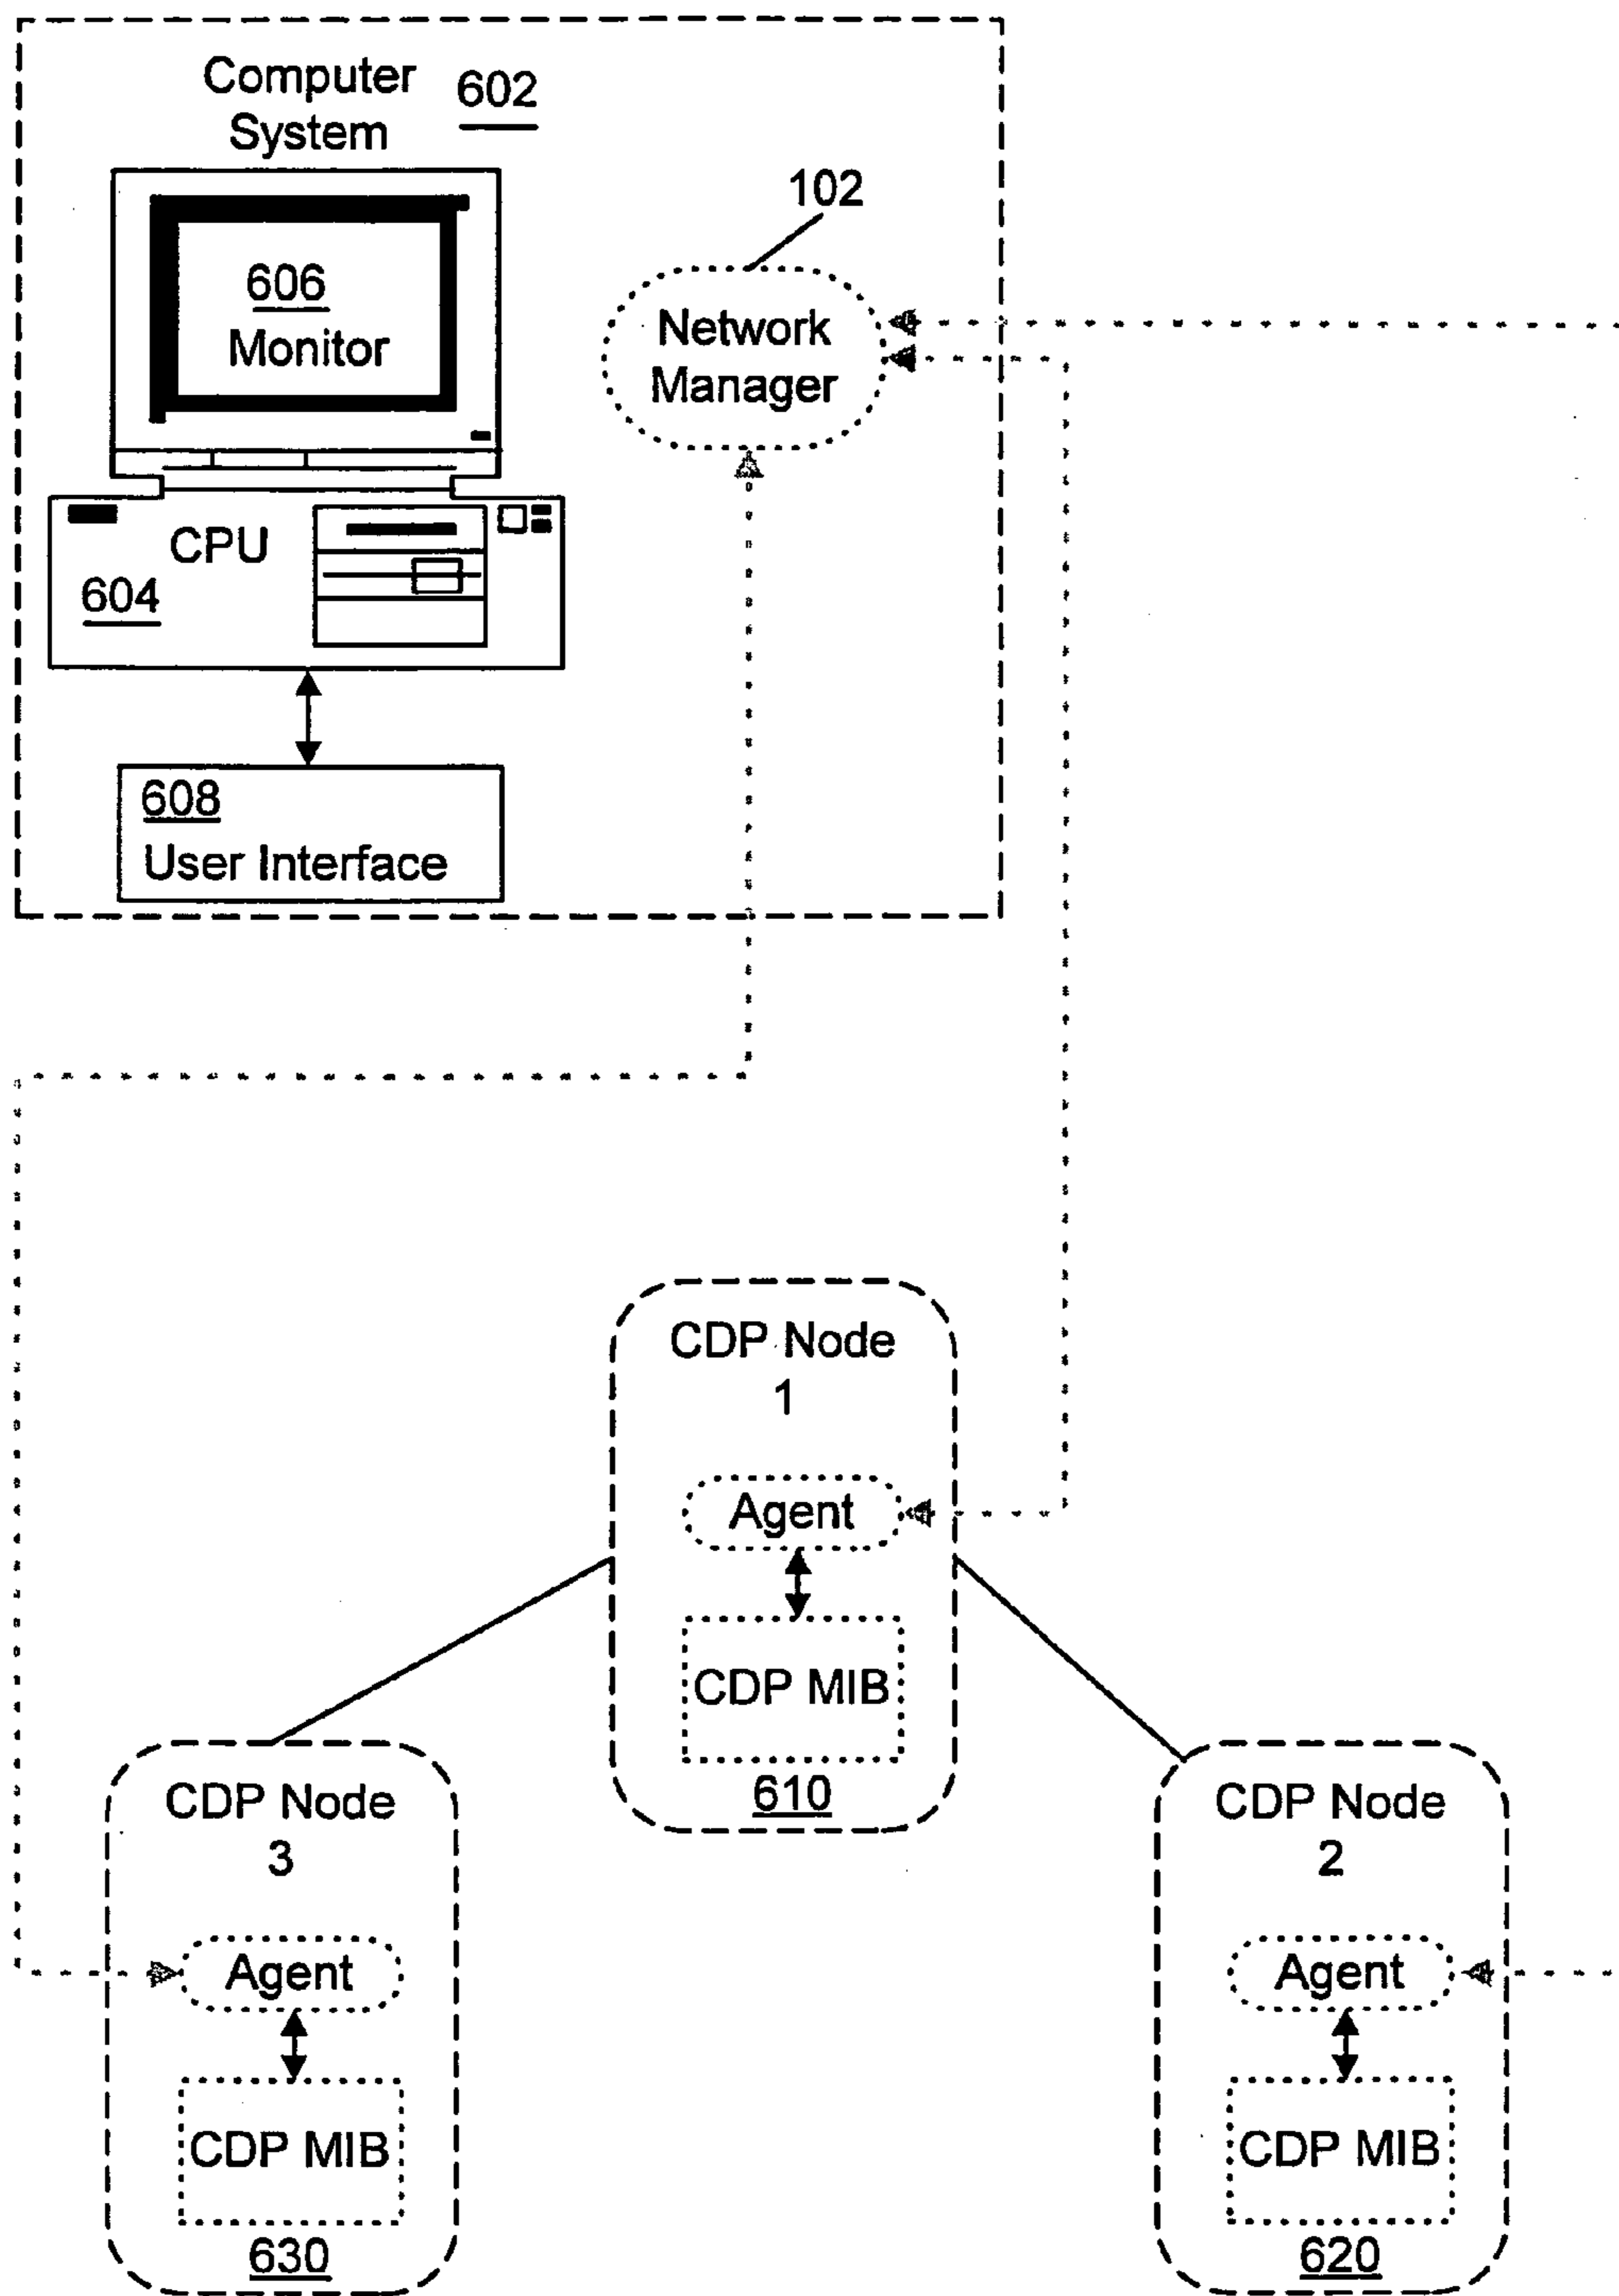 Computer
System
602
102
606
Monitor
Network
Manager
CPU
604
608
User Interface
CDP Node
1
Agent
CDP MIB
610
CDP Node
3
Agent
CDP MIB
630
CDP Node
2
Agent
CDP MIB
620